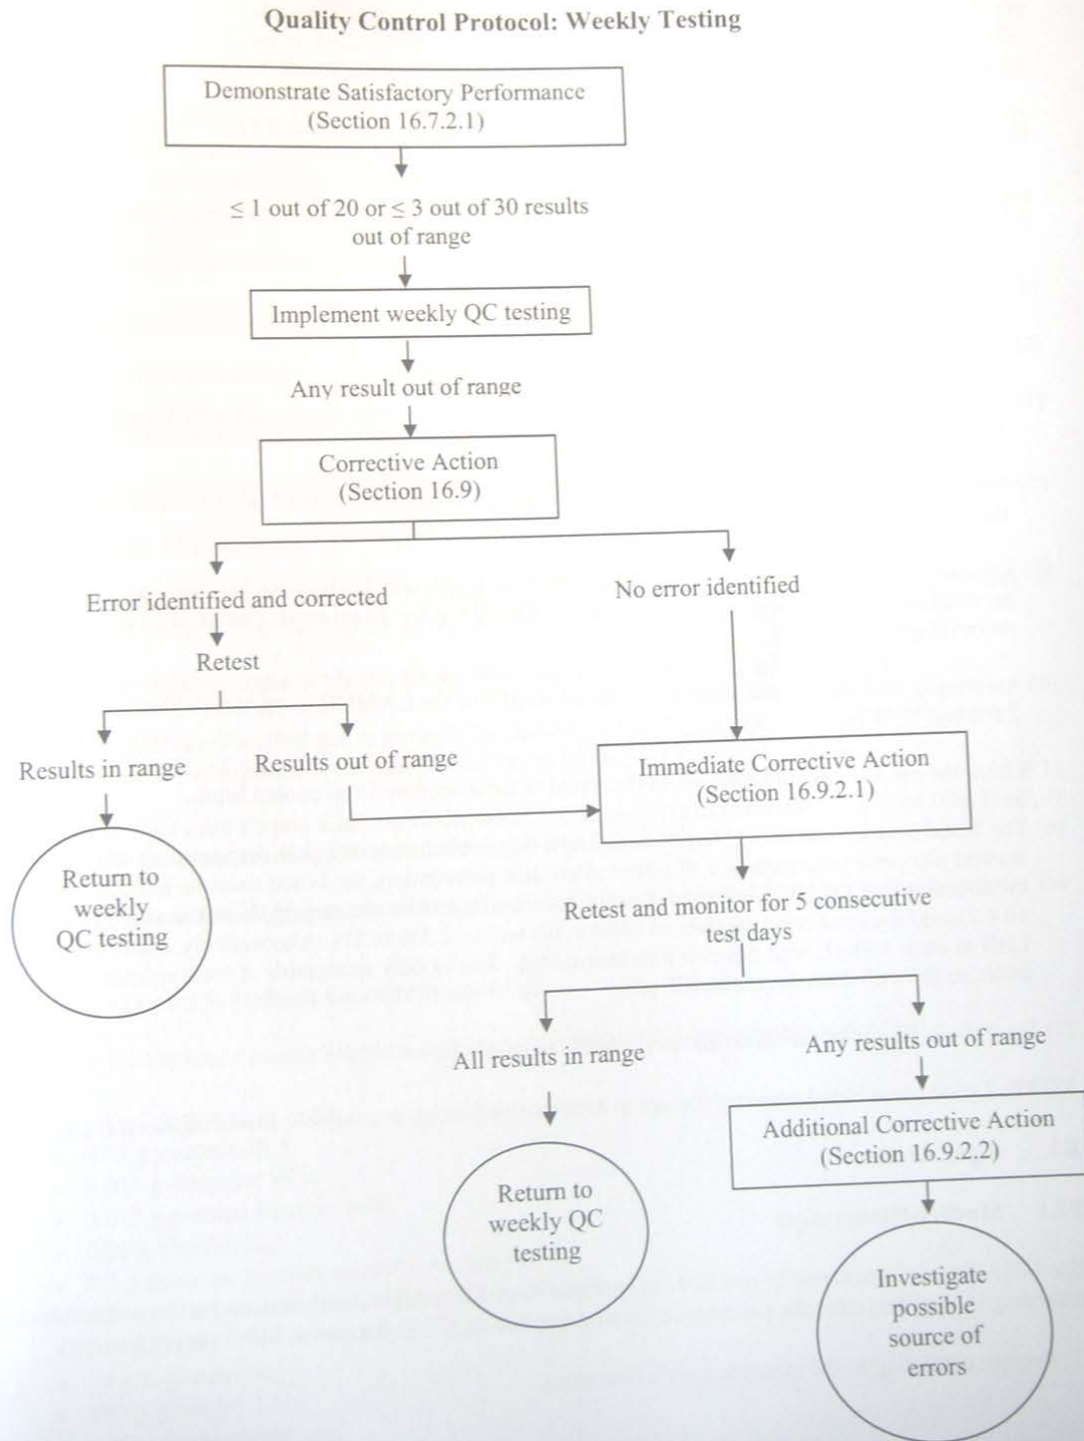 Quality Control Protocol: Weekly Testing
Demonstrate Satisfactory Performance
(Section 16.7.2.1)
≤ 1 out of 20 or ≤ 3 out of 30 results
out of range
Implement weekly QC testing
Any result out of range
Corrective Action
(Section 16.9)
Error identified and corrected
No error identified
Retest
Results in range
Results out of range
Immediate Corrective Action
(Section 16.9.2.1)
Return to
weekly
QC testing
Retest and monitor for 5 consecutive
test days
All results in range
Any results out of range
Additional Corrective Action
(Section 16.9.2.2)
Return to
weekly QC
testing
Investigate
possible
source of
errors